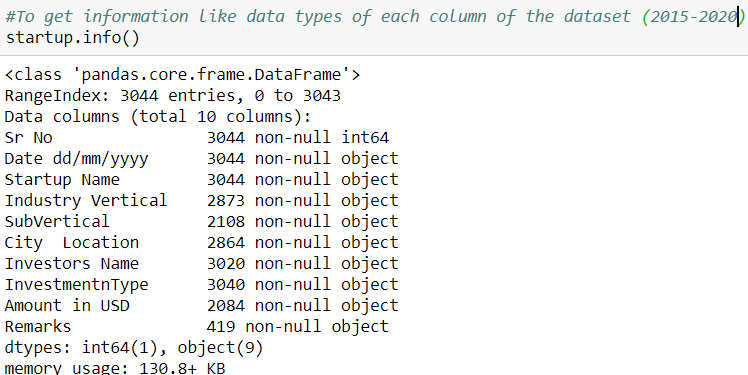 #To get information like data types of each column of the dataset (2015-2020)
startup.info()
<class 'pandas.core.frame.DataFrame'>
RangeIndex: 3044 entries, 0 to 3043
Data columns (total 10 columns):
Sr No                3044 non-null int64
Date dd/mm/yyyy      3044 non-null object
Startup Name         3044 non-null object
Industry Vertical    2873 non-null object
SubVertical          2108 non-null object
City  Location       2864 non-null object
Investors Name       3020 non-null object
InvestmentnType      3040 non-null object
Amount in USD        2084 non-null object
Remarks              419 non-null object
dtypes: int64(1), object(9)
memory usage: 130.8+ KB